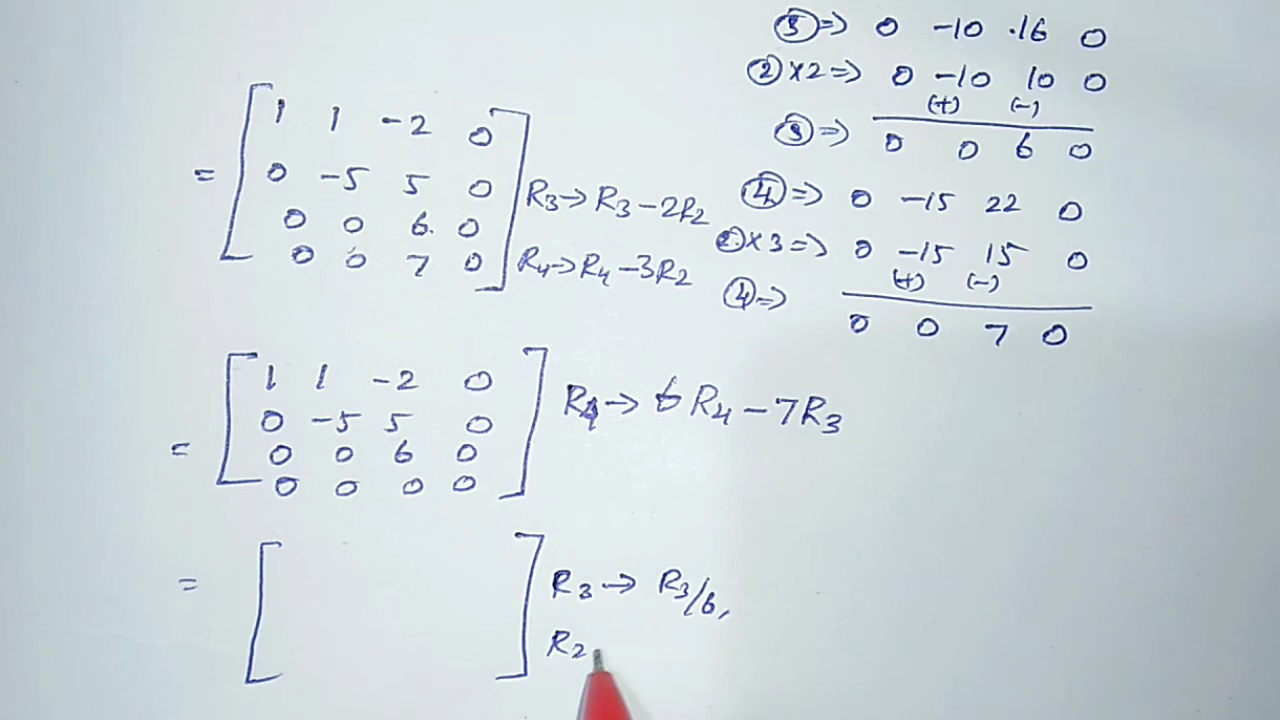 ③⇒ 0 -10 16 0
②×2⇒ 0 -10 10 0
(+) (-)
③⇒ 0 0 6 0
④⇒ 0 -15 22 0
②×3⇒ 0 -15 15 0
(+) (-)
④⇒ 0 0 7 0
1 1 -2 0
= 0 -5 5 0 R3→R3-2R2
0 0 6 0
0 0 7 0 R4→R4-3R2
1 1 -2 0 R4→6R4-7R3
0 -5 5 0
= 0 0 6 0
0 0 0 0
= [ ] R3→R3/6,
R2